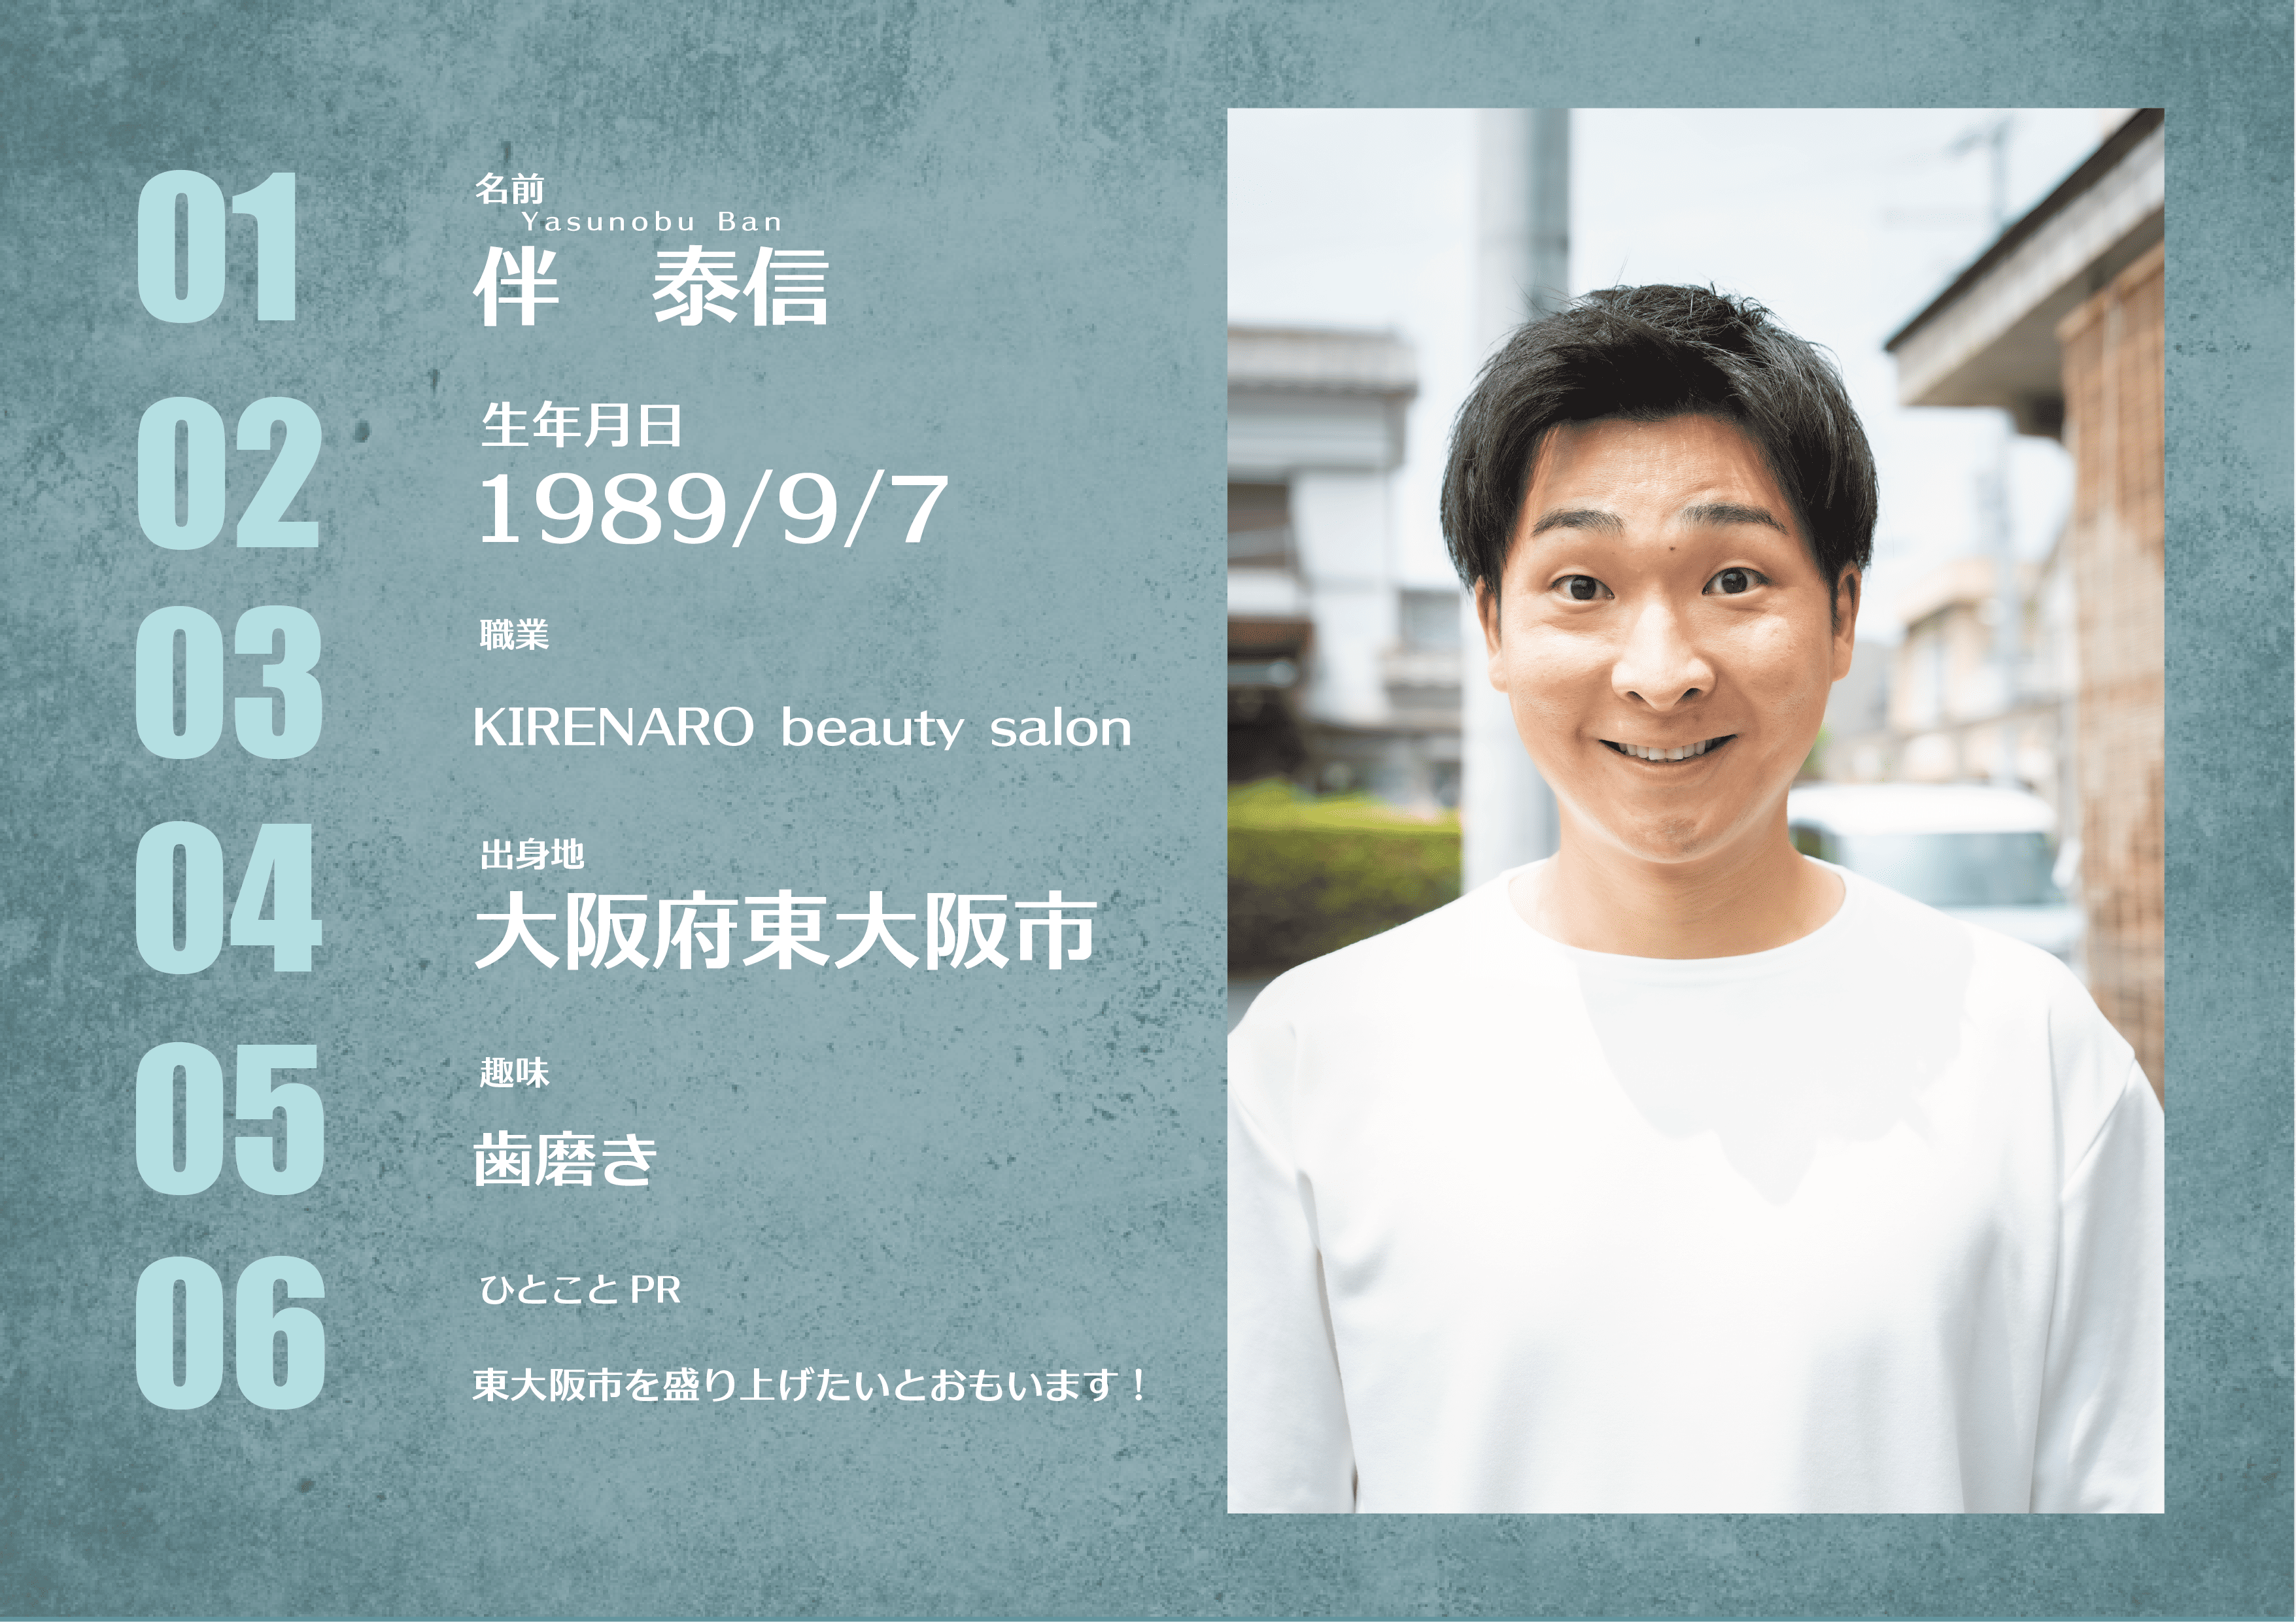 01
名前
Yasunobu Ban
伴　泰信
02
生年月日
1989/9/7
03
職業
KIRENARO beauty salon
04
出身地
大阪府東大阪市
05
趣味
歯磨き
06
ひとことPR
東大阪市を盛り上げたいとおもいます！